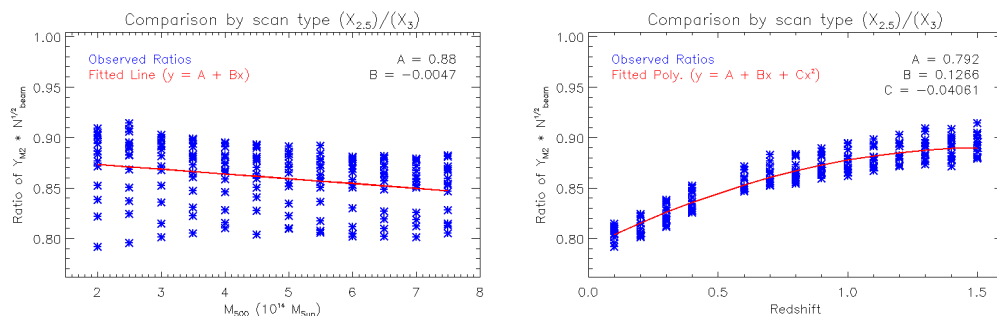 Comparison by scan type (X2.5)/(X3)
1.00
0.95
0.90
0.85
0.80
Ratio of YM2 * N1/2beam
Observed Ratios
Fitted Line (y = A + Bx)
A = 0.88
B = −0.0047
2 3 4 5 6 7 8
M500 (10^14 MSun)
Comparison by scan type (X2.5)/(X3)
1.00
0.95
0.90
0.85
0.80
Ratio of YM2 * N1/2beam
Observed Ratios
Fitted Poly. (y = A + Bx + Cx²)
A = 0.792
B = 0.1266
C = −0.04061
0.0 0.5 1.0 1.5
Redshift